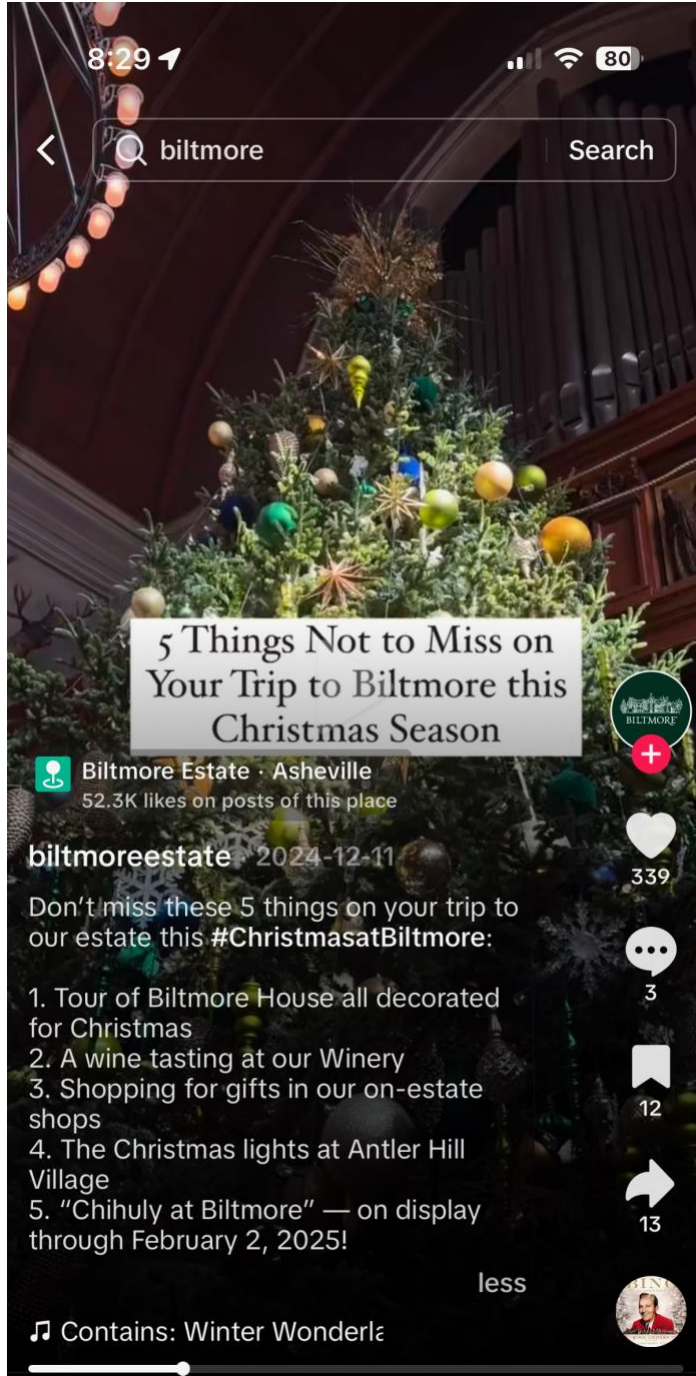 8:29
80
biltmore
Search
5 Things Not to Miss on
Your Trip to Biltmore this
Christmas Season
BILTMORE
Biltmore Estate · Asheville
52.3K likes on posts of this place
biltmoreestate · 2024-12-11
339
Don't miss these 5 things on your trip to
our estate this #ChristmasatBiltmore:
3
1. Tour of Biltmore House all decorated
for Christmas
2. A wine tasting at our Winery
3. Shopping for gifts in our on-estate
shops
12
4. The Christmas lights at Antler Hill
Village
5. “Chihuly at Biltmore” — on display
through February 2, 2025!
13
less
BING
Contains: Winter Wonderla